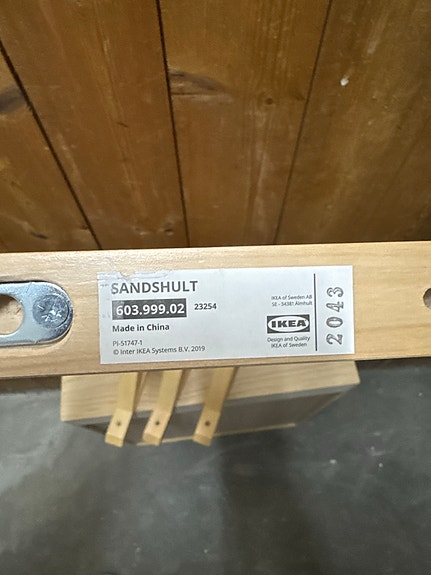 SANDSHULT
603.999.02 23254
Made in China
PI-51747-1
© Inter IKEA Systems B.V. 2019
IKEA of Sweden AB
SE - 34381 Älmhult
IKEA
Design and Quality
IKEA of Sweden
2043